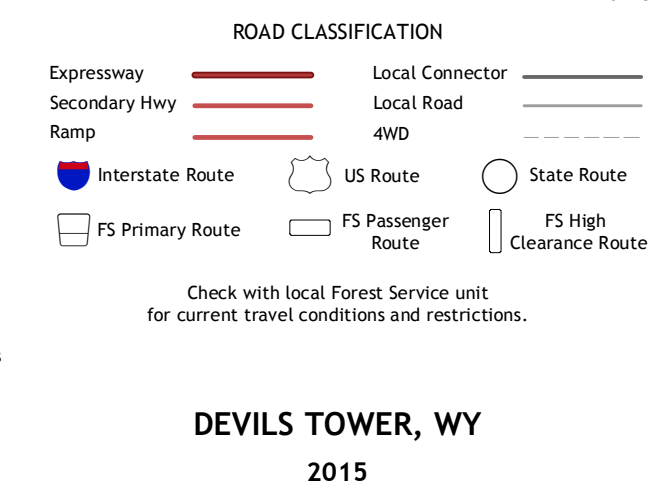 ROAD CLASSIFICATION
Expressway
Local Connector
Secondary Hwy
Local Road
Ramp
4WD
Interstate Route
US Route
State Route
FS Primary Route
FS Passenger
Route
FS High
Clearance Route
Check with local Forest Service unit
for current travel conditions and restrictions.
DEVILS TOWER, WY
2015